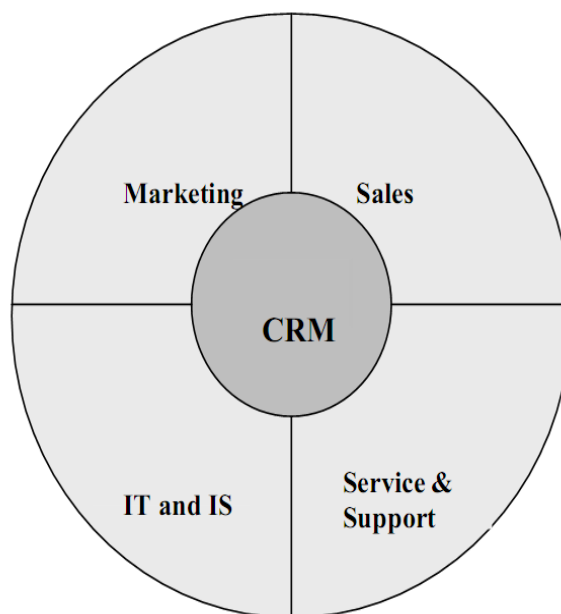 Marketing
Sales
CRM
IT and IS
Service &
Support